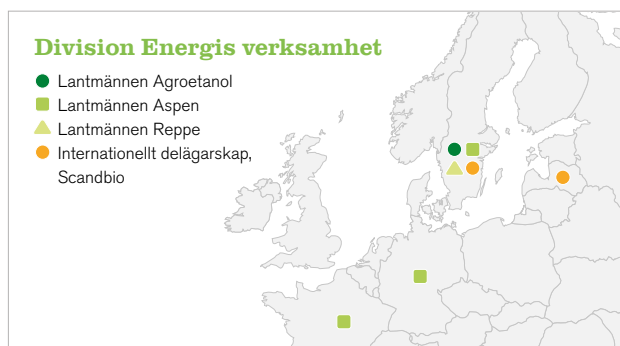 Division Energis verksamhet
Lantmännen Agroetanol
Lantmännen Aspen
Lantmännen Reppe
Internationellt delägarskap,
Scandbio